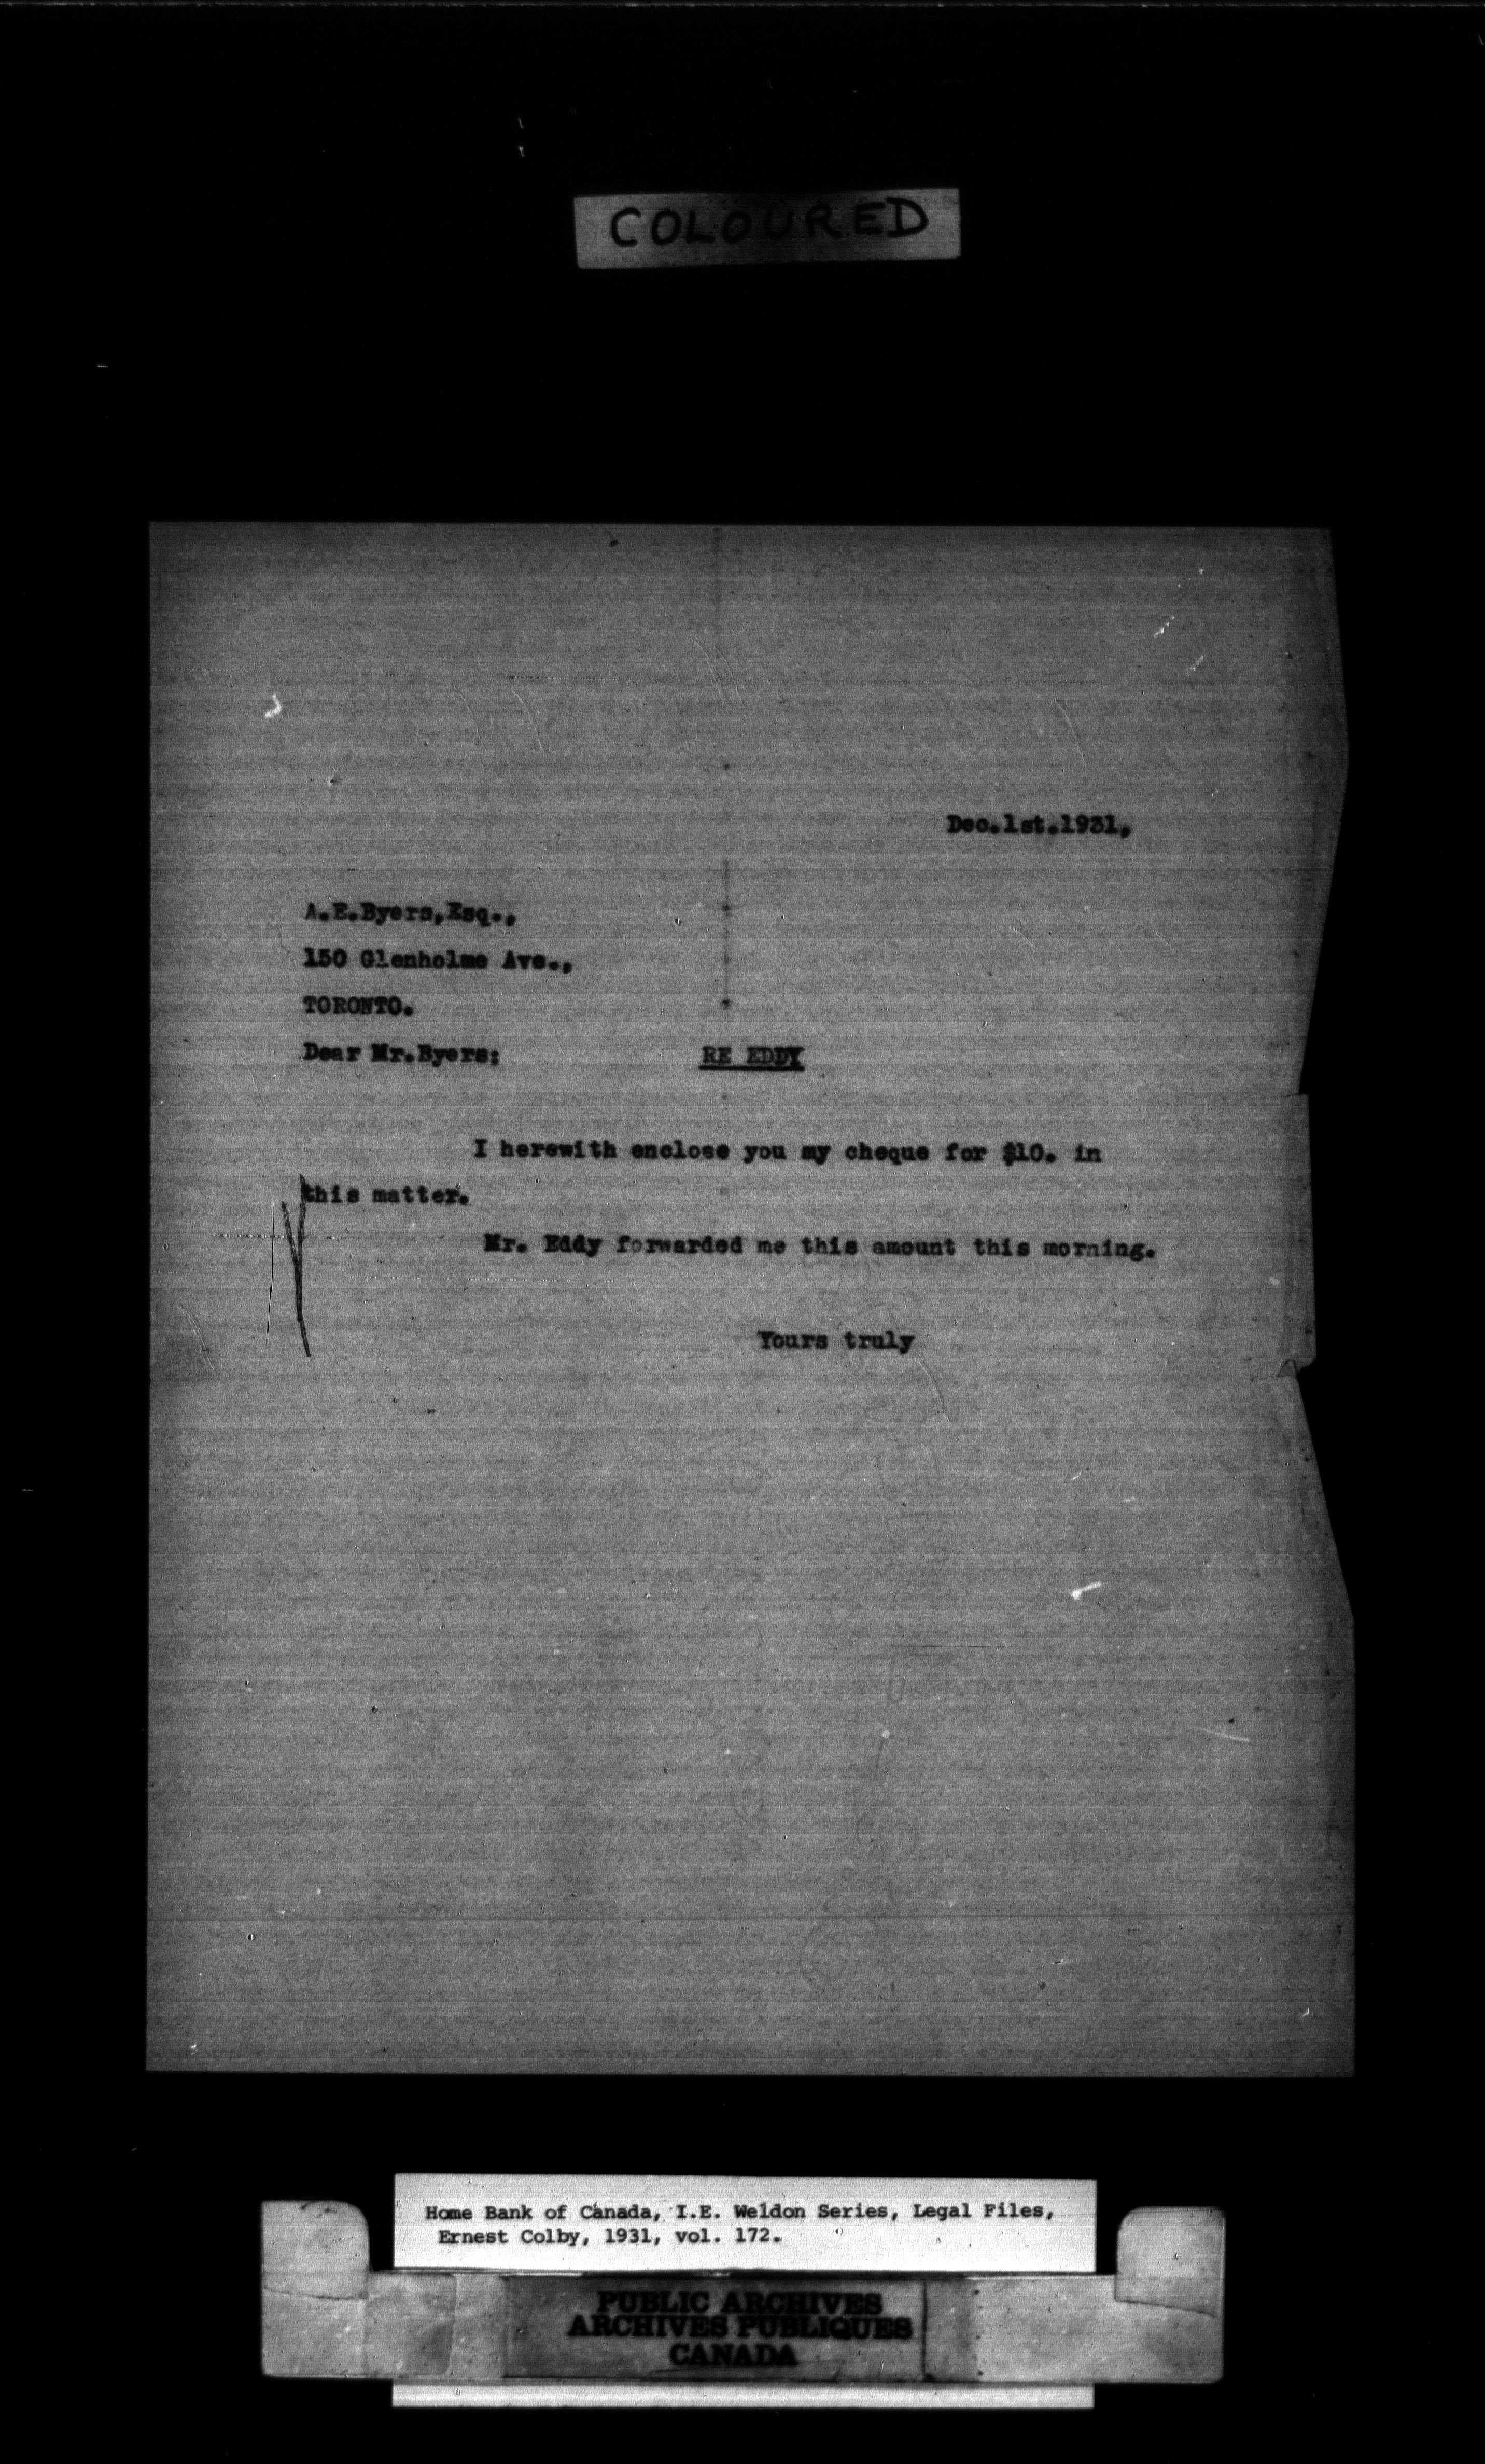 COLOURED
Dec.1st.1931,
A.E.Byers,Esq.,
150 Glenholme Ave.,
TORONTO.
Dear Mr.Byers: RE EDDY
I herewith enclose you my cheque for $10. in
this matter.
Mr. Eddy forwarded me this amount this morning.
Yours truly
Home Bank of Canada, I.E. Weldon Series, Legal Files,
Ernest Colby, 1931, vol. 172.
PUBLIC ARCHIVES
ARCHIVES PUBLIQUES
CANADA